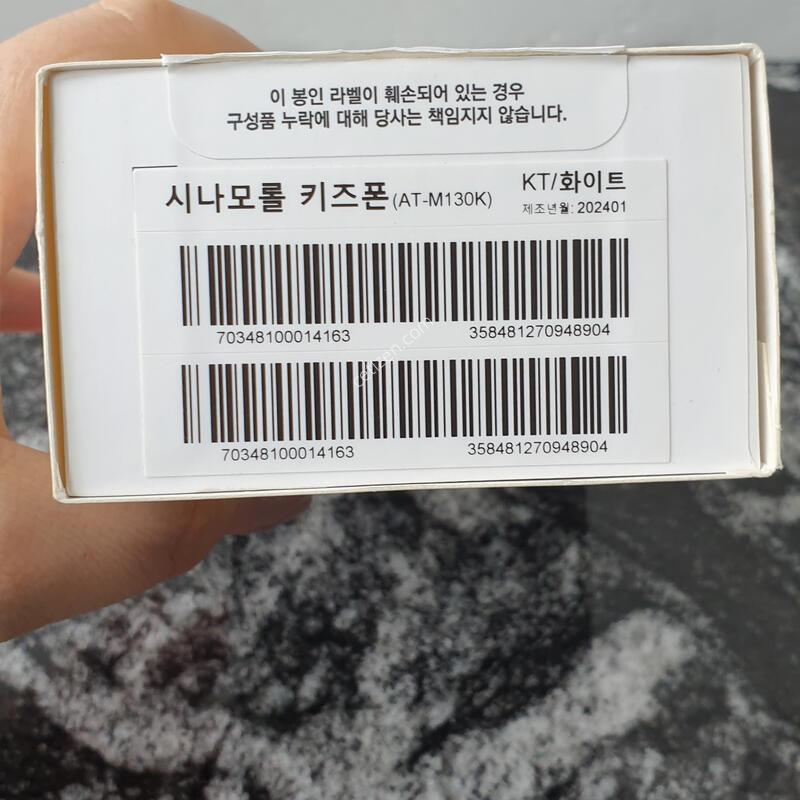 이 봉인 라벨이 훼손되어 있는 경우
구성품 누락에 대해 당사는 책임지지 않습니다.
시나모롤 키즈폰(AT-M130K)
KT/화이트
제조년월: 202401
70348100014163 358481270948904
cetizen.com
70348100014163 358481270948904